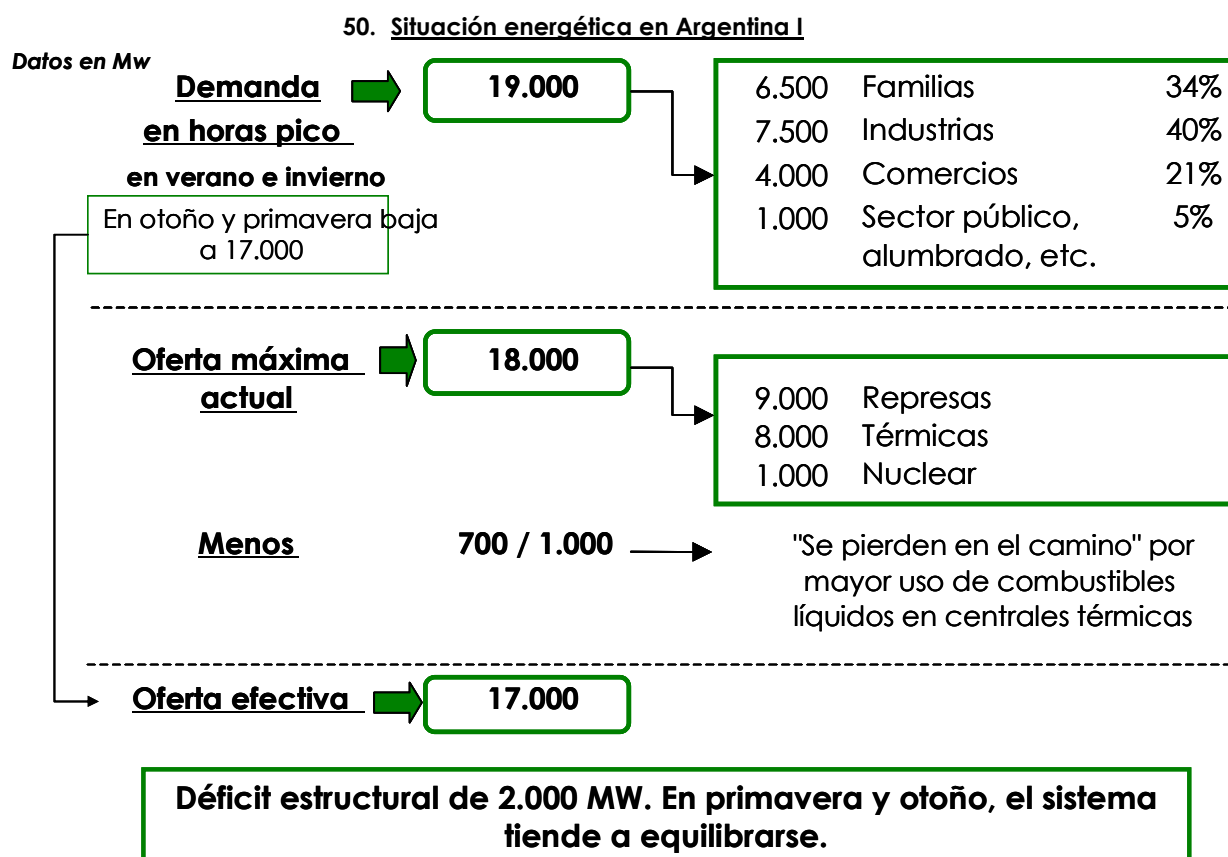 50. Situación energética en Argentina I
Datos en Mw
Demanda
en horas pico
en verano e invierno
19.000
6.500 Familias 34%
7.500 Industrias 40%
4.000 Comercios 21%
1.000 Sector público, 5%
alumbrado, etc.
En otoño y primavera baja
a 17.000
Oferta máxima
actual
18.000
9.000 Represas
8.000 Térmicas
1.000 Nuclear
Menos 700 / 1.000
"Se pierden en el camino" por
mayor uso de combustibles
líquidos en centrales térmicas
Oferta efectiva 17.000
Déficit estructural de 2.000 MW. En primavera y otoño, el sistema
tiende a equilibrarse.